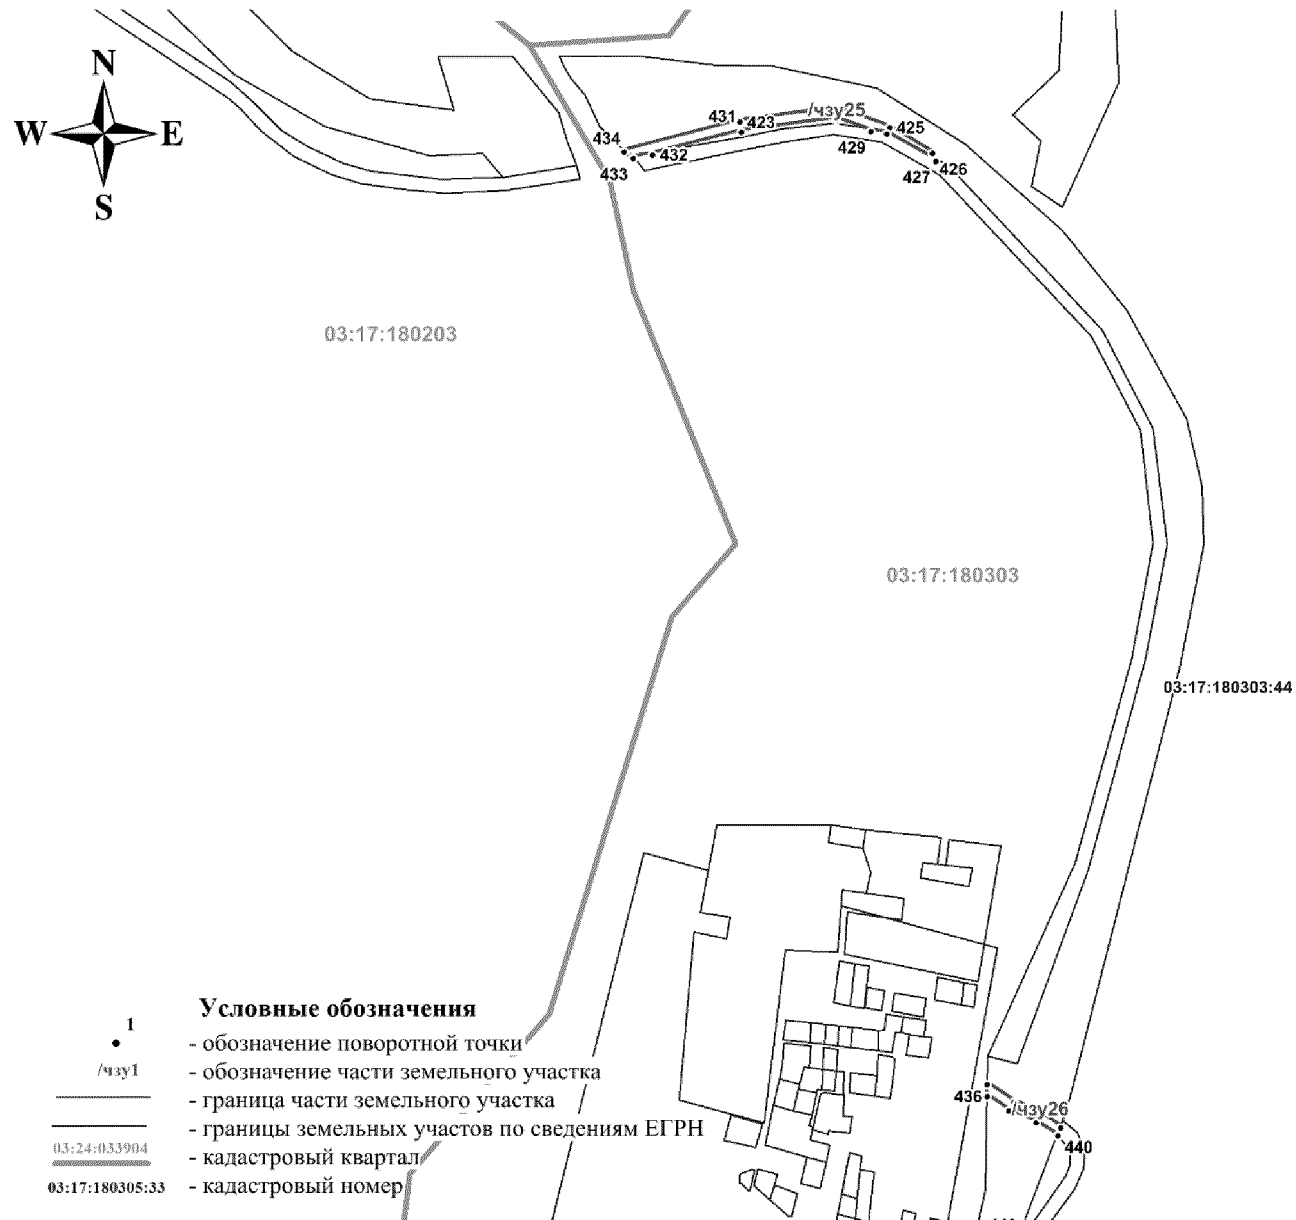 N
W E
S
/чзу25
431
423
425
434
432
429
426
433
427
03:17:180203
03:17:180303
03:17:180303:44
436
/чзу26
440
Условные обозначения
1
- обозначение поворотной точки
/чзу1 - обозначение части земельного участка
- граница части земельного участка
- границы земельных участов по сведениям ЕГРН
03:24:033904 - кадастровый квартал
03:17:180305:33 - кадастровый номер